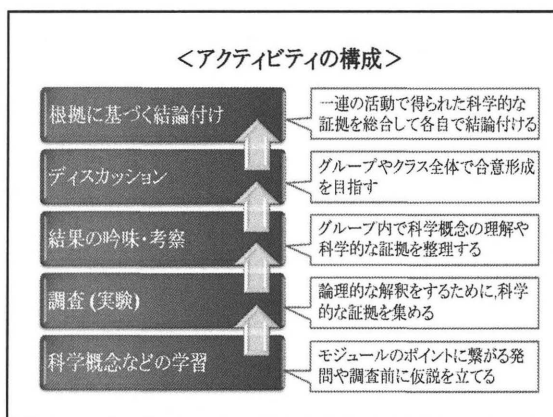 ＜アクティビティの構成＞
根拠に基づく結論付け
一連の活動で得られた科学的な
証拠を総合して各自で結論付ける
ディスカッション
グループやクラス全体で合意形成
を目指す
結果の吟味・考察
グループ内で科学概念の理解や
科学的な証拠を整理する
調査 (実験)
論理的な解釈をするために,科学
的な証拠を集める
科学概念などの学習
モジュールのポイントに繋がる発
問や調査前に仮説を立てる